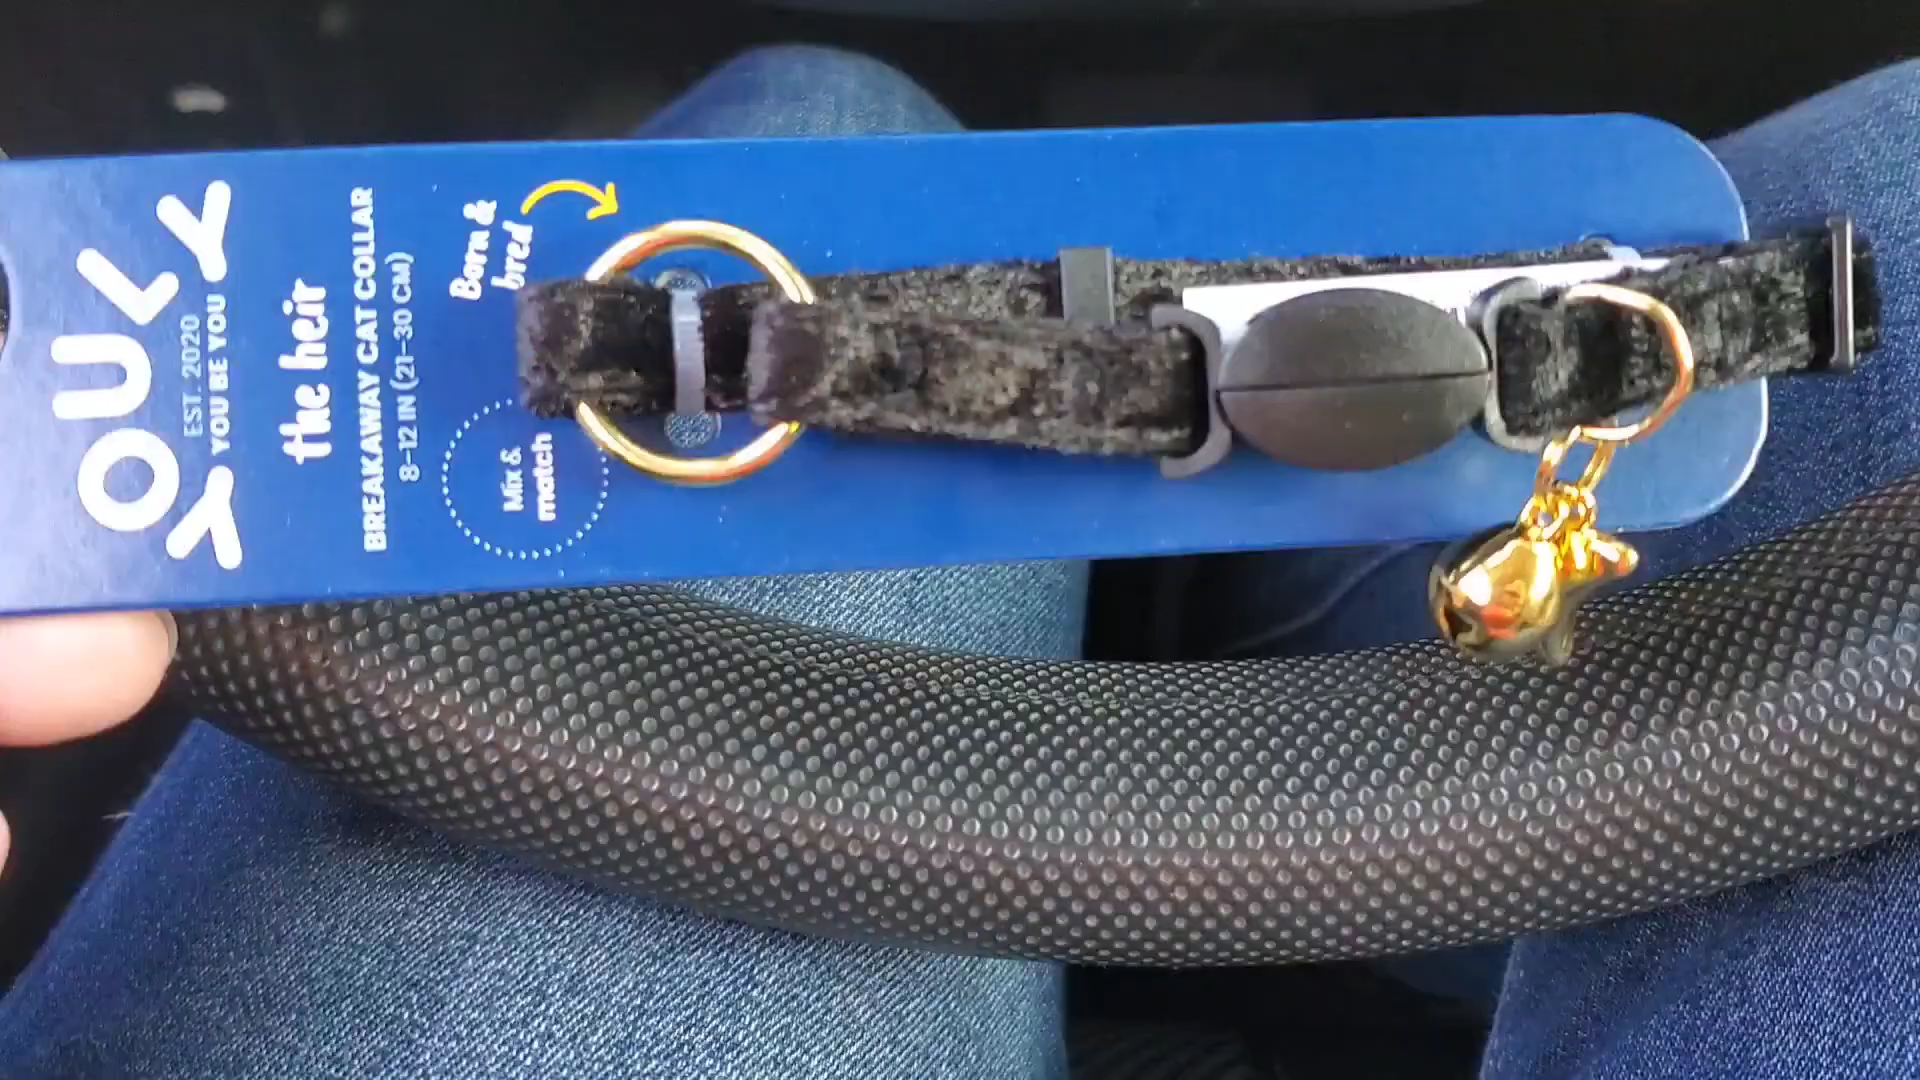 YOULY
EST. 2020
YOU BE YOU
the heir
BREAKAWAY CAT COLLAR
8-12 IN (21-30 CM)
Born &
bred
Mix &
match